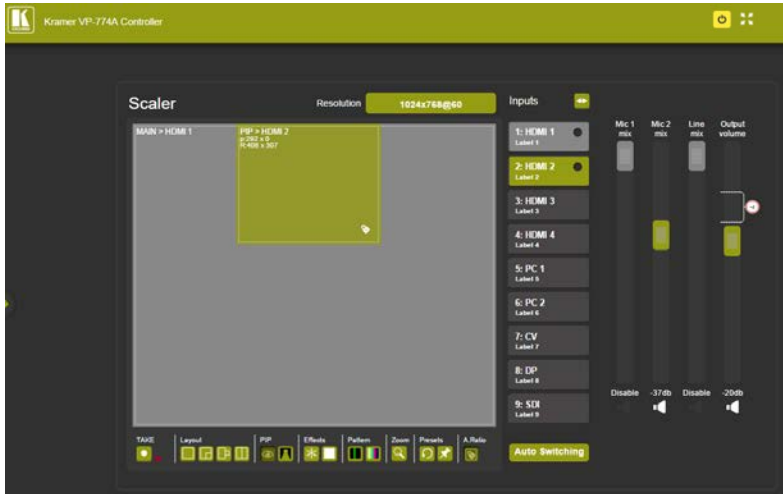 K
KRAMER
Kramer VP-774A Controller
Scaler
Resolution
1024x768@60
Inputs
MAIN > HDMI 1
PIP > HDMI 2
p:292 x 0
R:408 x 307
1: HDMI 1
Label 1
2: HDMI 2
Label 2
3: HDMI 3
Label 3
4: HDMI 4
Label 4
5: PC 1
Label 5
6: PC 2
Label 6
7: CV
Label 7
8: DP
Label 8
9: SDI
Label 9
Auto Switching
Mic 1 mix
Mic 2 mix
Line mix
Output volume
Disable
-37db
Disable
-20db
TAKE
Layout
PIP
Effects
Pattern
Zoom
Presets
A.Ratio